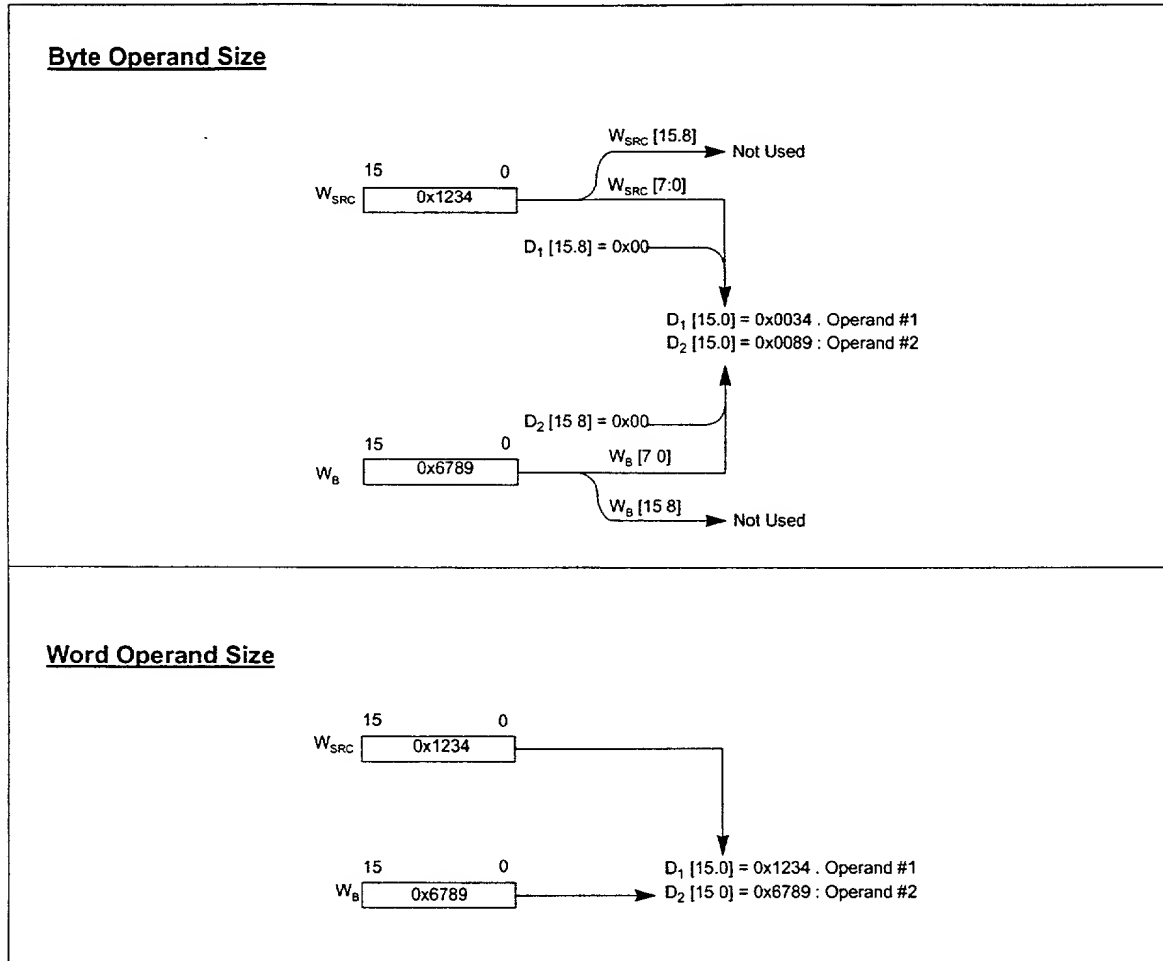 Byte Operand Size
W_SRC [15.8]
Not Used
15 0
W_SRC [7:0]
W_SRC 0x1234
D_1 [15.8] = 0x00
D_1 [15.0] = 0x0034 . Operand #1
D_2 [15.0] = 0x0089 : Operand #2
D_2 [15 8] = 0x00
15 0
W_B [7 0]
W_B 0x6789
W_B [15 8]
Not Used
Word Operand Size
15 0
W_SRC 0x1234
15 0
D_1 [15.0] = 0x1234 . Operand #1
W_B 0x6789
D_2 [15 0] = 0x6789 : Operand #2